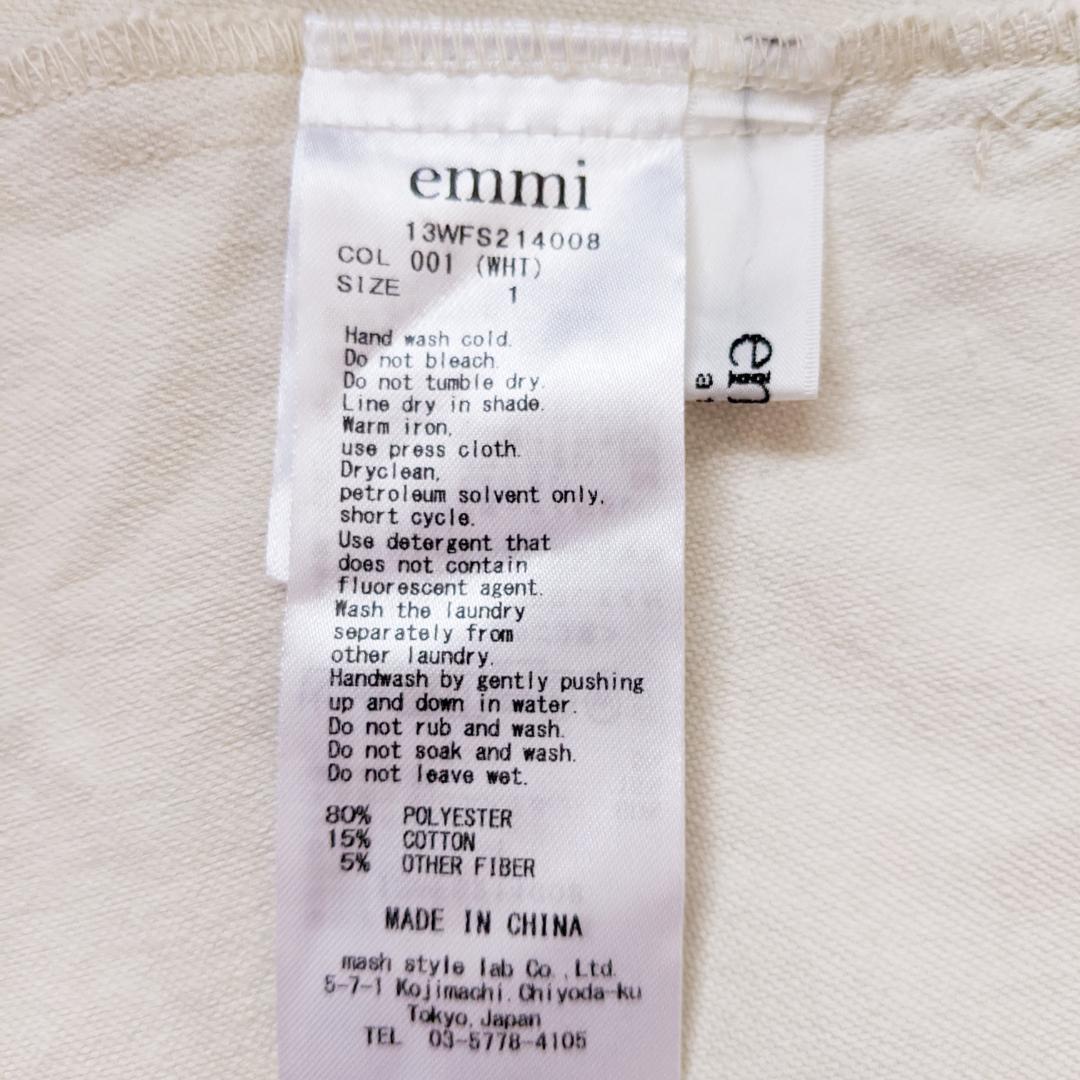 emmi
13WFS214008
COL 001 (WHT)
SIZE 1
Hand wash cold.
Do not bleach.
Do not tumble dry.
Line dry in shade.
Warm iron,
use press cloth.
Dryclean,
petroleum solvent only,
short cycle.
Use detergent that
does not contain
fluorescent agent.
Wash the laundry
separately from
other laundry.
Handwash by gently pushing
up and down in water.
Do not rub and wash.
Do not soak and wash.
Do not leave wet.
80% POLYESTER
15% COTTON
5% OTHER FIBER
MADE IN CHINA
mash style lab Co.,Ltd.
5-7-1 Kojimachi,Chiyoda-ku
Tokyo,Japan
TEL 03-5778-4105